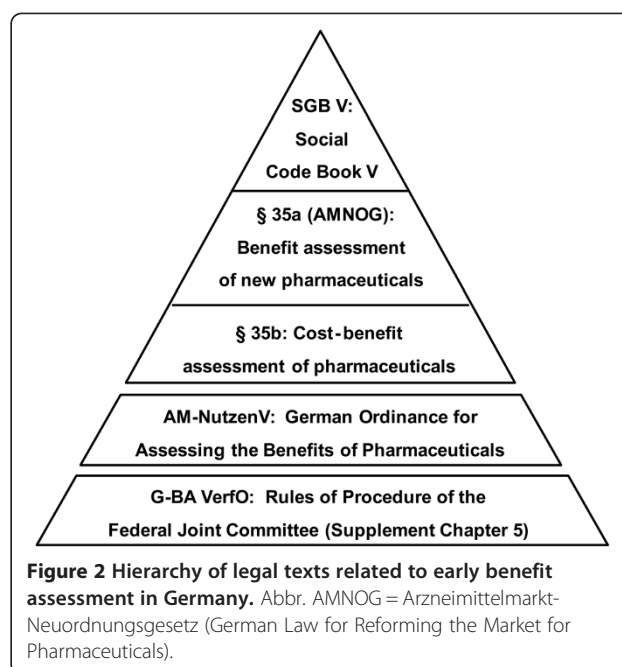 SGB V:
Social
Code Book V
§ 35a (AMNOG):
Benefit assessment
of new pharmaceuticals
§ 35b: Cost-benefit
assessment of pharmaceuticals
AM-NutzenV: German Ordinance for
Assessing the Benefits of Pharmaceuticals
G-BA VerfO: Rules of Procedure of the
Federal Joint Committee (Supplement Chapter 5)
Figure 2 Hierarchy of legal texts related to early benefit
assessment in Germany. Abbr. AMNOG = Arzneimittelmarkt-
Neuordnungsgesetz (German Law for Reforming the Market for
Pharmaceuticals).